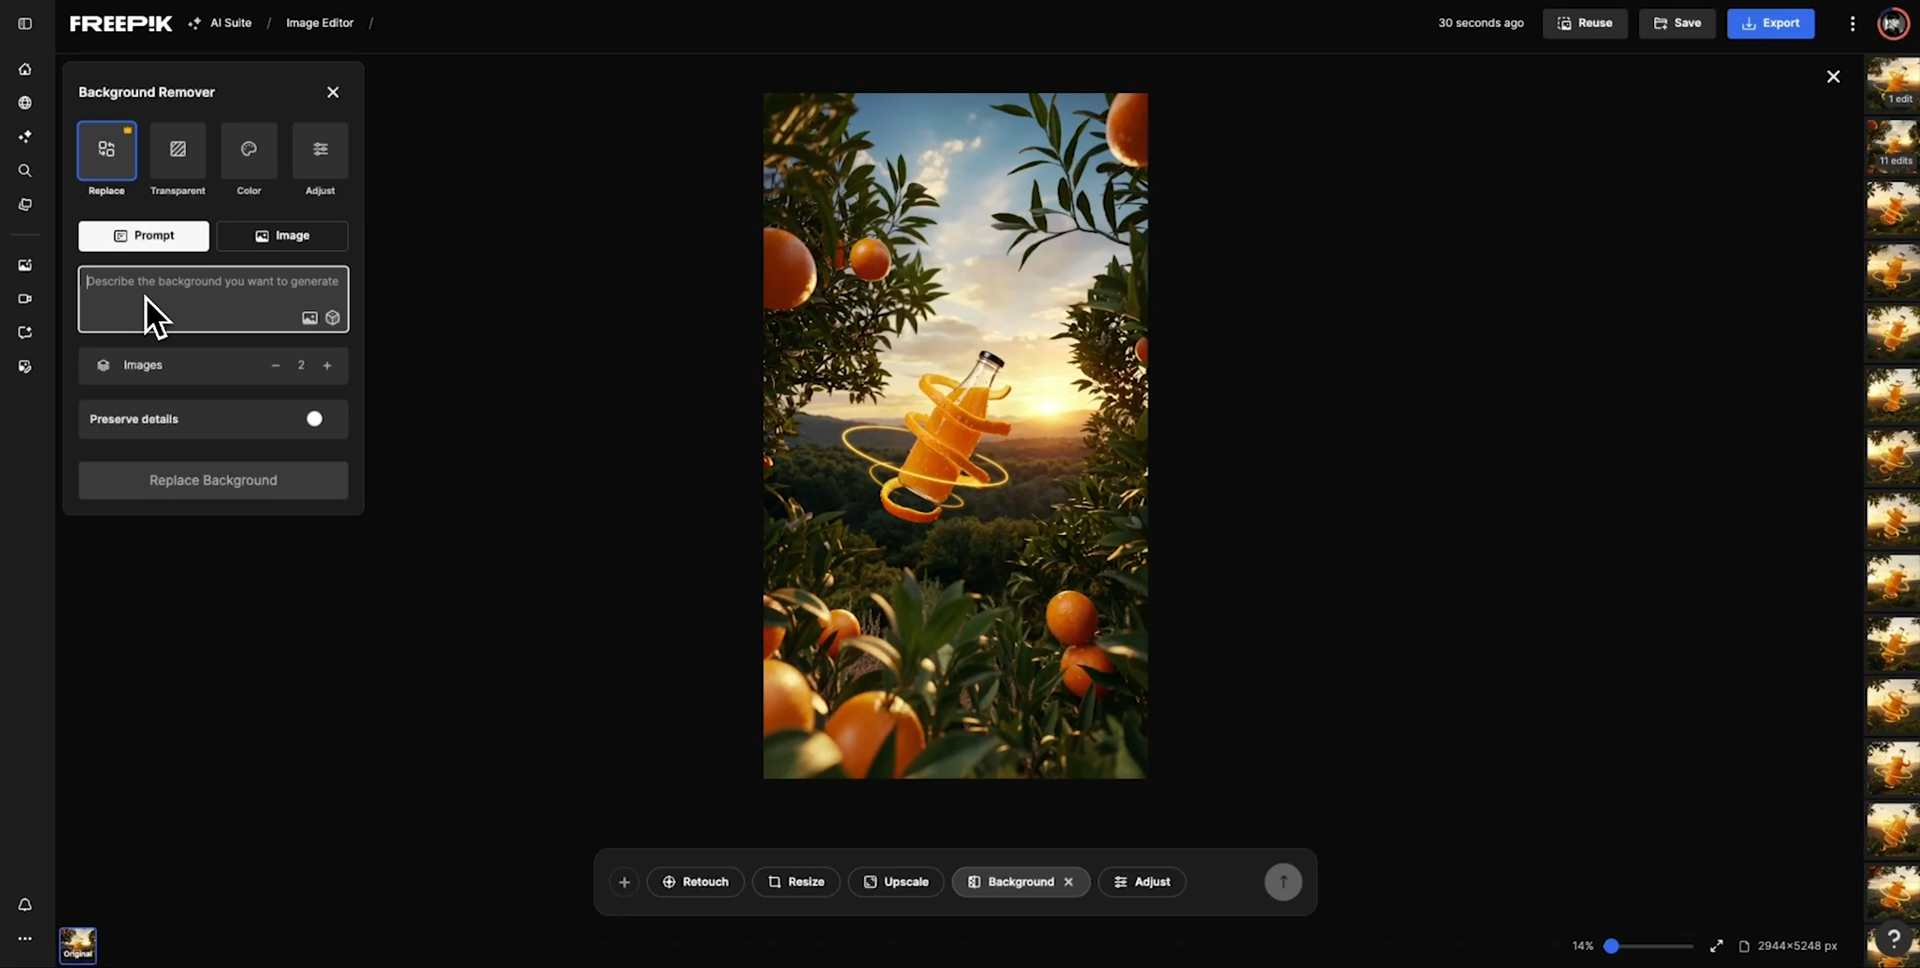 FREEPIK AI Suite / Image Editor /
30 seconds ago Reuse Save Export
Background Remover
Replace Transparent Color Adjust
Prompt Image
Describe the background you want to generate
Images − 2 +
Preserve details
Replace Background
1 edit
11 edits
Retouch Resize Upscale Background Adjust
Original
14% 2944×5248 px
?